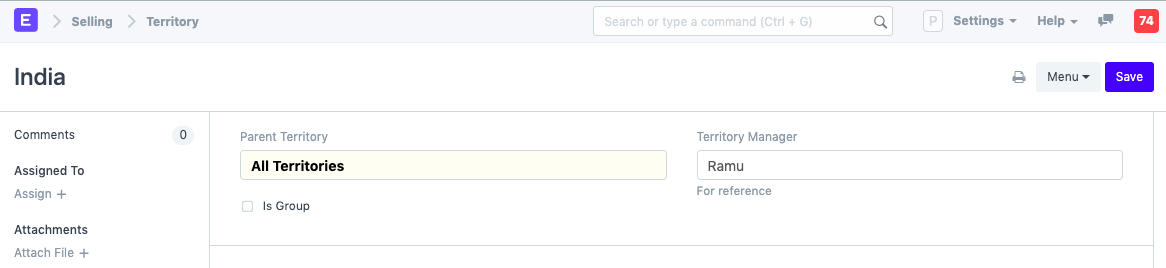 E Selling Territory Search or type a command (Ctrl + G) P Settings Help 74
India Menu Save
Comments 0
Parent Territory Territory Manager
All Territories Ramu
Assigned To
Assign + For reference
Is Group
Attachments
Attach File +